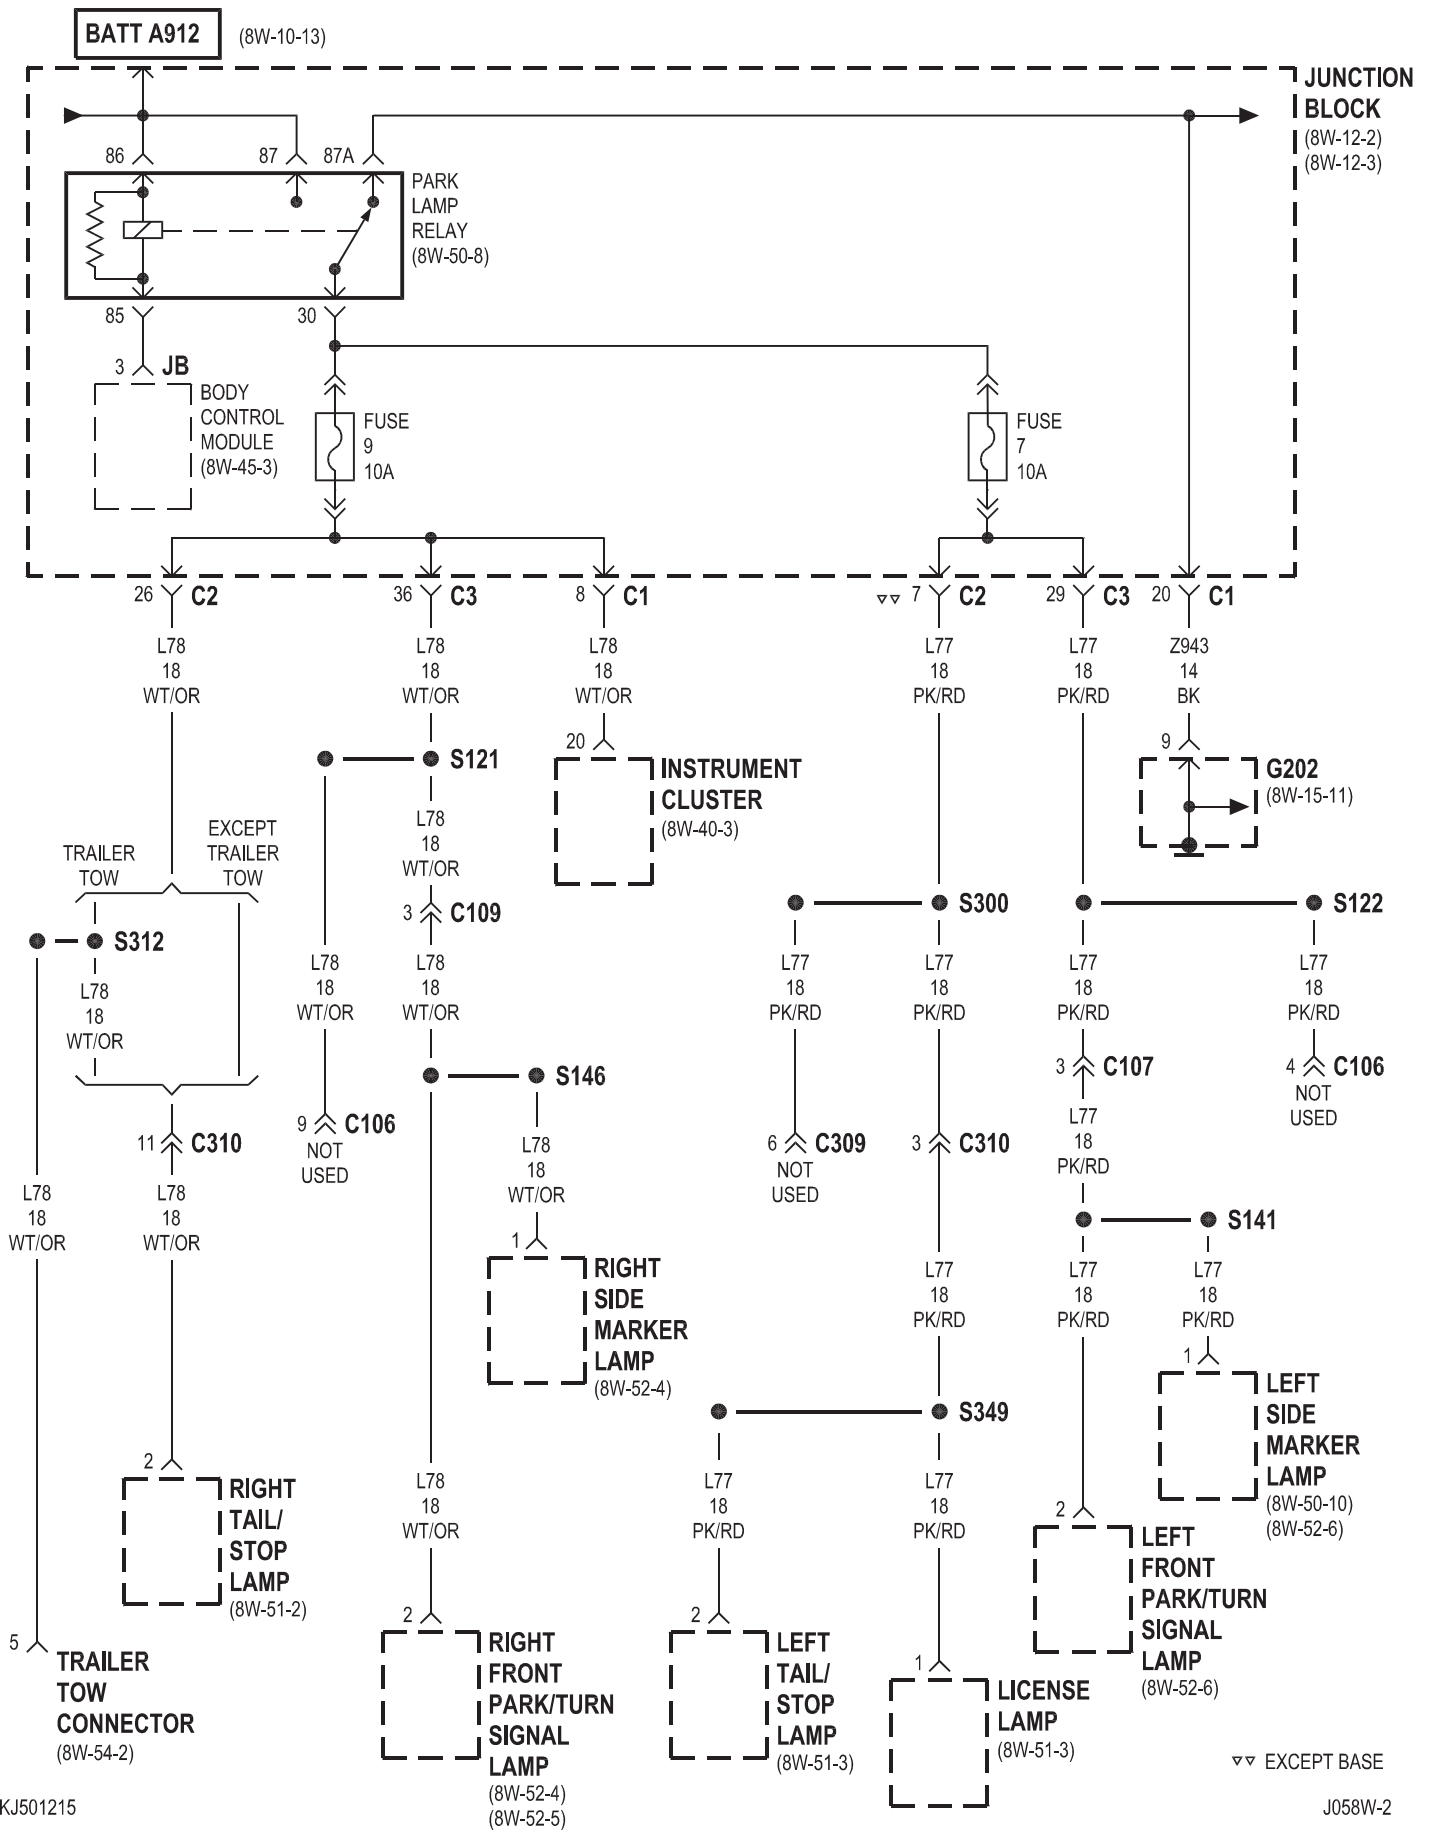 BATT A912 (8W-10-13)
JUNCTION
BLOCK
(8W-12-2)
(8W-12-3)
86 87 87A
PARK
LAMP
RELAY
(8W-50-8)
85 30
3 JB
BODY
CONTROL
MODULE
(8W-45-3)
FUSE
9
10A
FUSE
7
10A
26 C2 36 C3 8 C1 ▽▽ 7 C2 29 C3 20 C1
L78 L78 L78 L77 L77 Z943
18 18 18 18 18 14
WT/OR WT/OR WT/OR PK/RD PK/RD BK
S121
20
INSTRUMENT
CLUSTER
(8W-40-3)
9
G202
(8W-15-11)
L78
18
WT/OR
TRAILER
TOW
EXCEPT
TRAILER
TOW
3 C109
S300
S122
S312
L78
18
WT/OR
L78 L78 L77 L77 L77 L77
18 18 18 18 18 18
WT/OR WT/OR PK/RD PK/RD PK/RD PK/RD
3 C107
4 C106
NOT
USED
S146
9 C106
NOT
USED
11 C310
L78
18
WT/OR
6 C309
NOT
USED
3 C310
L77
18
PK/RD
L78 L78
18 18
WT/OR WT/OR
S141
1
RIGHT
SIDE
MARKER
LAMP
(8W-52-4)
L77 L77 L77
18 18 18
PK/RD PK/RD PK/RD
1
LEFT
SIDE
MARKER
LAMP
(8W-50-10)
(8W-52-6)
S349
2
RIGHT
TAIL/
STOP
LAMP
(8W-51-2)
L78 L77 L77
18 18 18
WT/OR PK/RD PK/RD
2
LEFT
FRONT
PARK/TURN
SIGNAL
LAMP
(8W-52-6)
5
TRAILER
TOW
CONNECTOR
(8W-54-2)
2
RIGHT
FRONT
PARK/TURN
SIGNAL
LAMP
(8W-52-4)
(8W-52-5)
2
LEFT
TAIL/
STOP
LAMP
(8W-51-3)
1
LICENSE
LAMP
(8W-51-3)
▽▽ EXCEPT BASE
KJ501215 J058W-2